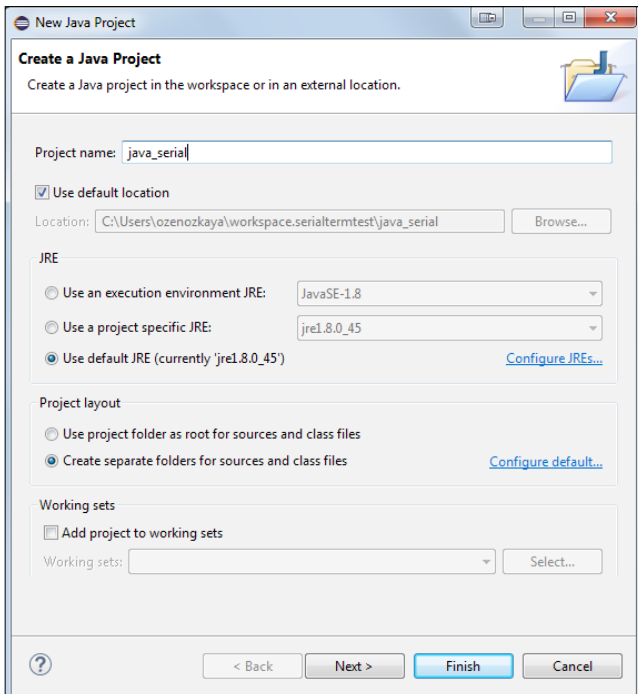 New Java Project
Create a Java Project
Create a Java project in the workspace or in an external location.
Project name: java_serial
Use default location
Location: C:\Users\ozenozkaya\workspace.serialtermtest\java_serial Browse...
JRE
Use an execution environment JRE: JavaSE-1.8
Use a project specific JRE: jre1.8.0_45
Use default JRE (currently 'jre1.8.0_45') Configure JREs...
Project layout
Use project folder as root for sources and class files
Create separate folders for sources and class files Configure default...
Working sets
Add project to working sets
Working sets: Select...
? < Back Next > Finish Cancel